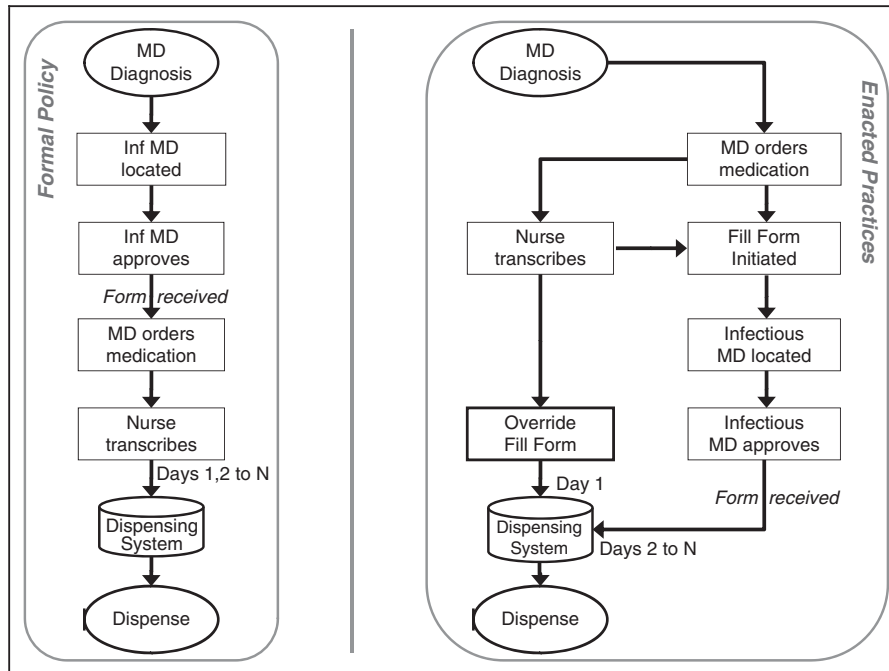 Formal Policy
MD
Diagnosis
Inf MD
located
Inf MD
approves
Form received
MD orders
medication
Nurse
transcribes
Days 1,2 to N
Dispensing
System
Dispense
Enacted Practices
MD
Diagnosis
MD orders
medication
Nurse
transcribes
Fill Form
Initiated
Infectious
MD located
Override
Fill Form
Infectious
MD approves
Day 1
Form received
Dispensing
System
Days 2 to N
Dispense